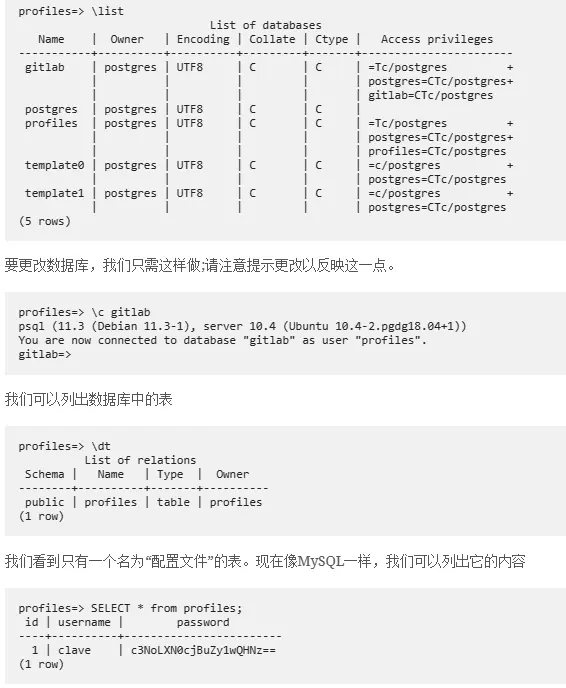 profiles=> \list
                             List of databases
   Name    |  Owner   | Encoding | Collate | Ctype |   Access privileges
-----------+----------+----------+---------+-------+-----------------------
 gitlab    | postgres | UTF8     | C       | C     | =Tc/postgres         +
           |          |          |         |       | postgres=CTc/postgres+
           |          |          |         |       | gitlab=CTc/postgres
 postgres  | postgres | UTF8     | C       | C     |
 profiles  | postgres | UTF8     | C       | C     | =Tc/postgres         +
           |          |          |         |       | postgres=CTc/postgres+
           |          |          |         |       | profiles=CTc/postgres
 template0 | postgres | UTF8     | C       | C     | =c/postgres          +
           |          |          |         |       | postgres=CTc/postgres
 template1 | postgres | UTF8     | C       | C     | =c/postgres          +
           |          |          |         |       | postgres=CTc/postgres
(5 rows)
要更改数据库，我们只需这样做;请注意提示更改以反映这一点。
profiles=> \c gitlab
psql (11.3 (Debian 11.3-1), server 10.4 (Ubuntu 10.4-2.pgdg18.04+1))
You are now connected to database "gitlab" as user "profiles".
gitlab=>
我们可以列出数据库中的表
profiles=> \dt
          List of relations
 Schema |   Name   | Type  |  Owner
--------+----------+-------+----------
 public | profiles | table | profiles
(1 row)
我们看到只有一个名为“配置文件”的表。现在像MySQL一样，我们可以列出它的内容
profiles=> SELECT * from profiles;
 id | username |        password
----+----------+------------------------
  1 | clave    | c3NoLXN0cjBuZy1wQHNz==
(1 row)